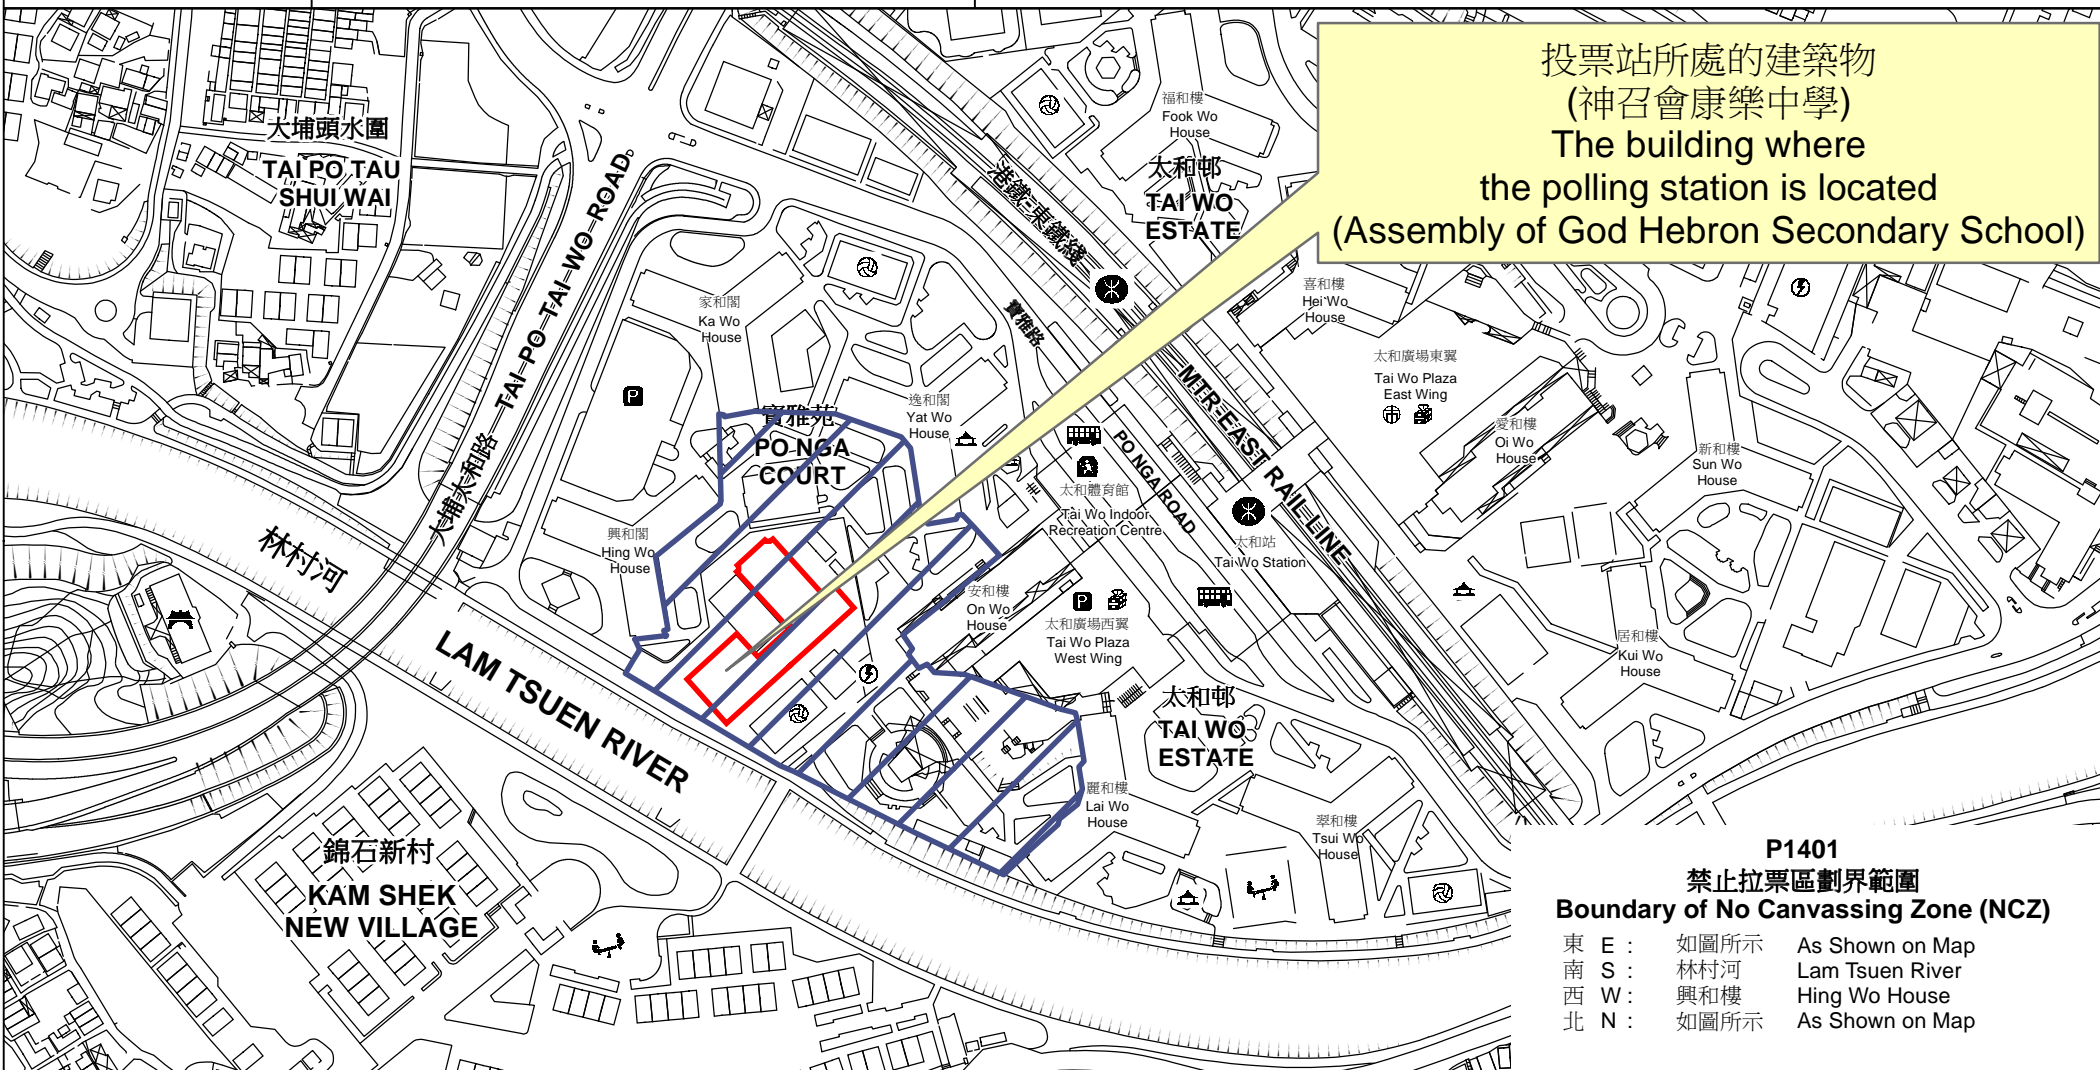 投票站所處的建築物
(神召會康樂中學)
The building where
the polling station is located
(Assembly of God Hebron Secondary School)
大埔頭水圍
TAI PO TAU
SHUI WAI
福和樓
Fook Wo
House
太和邨
TAI WO
ESTATE
港鐵-東鐵綫
MTR-EAST RAIL LINE
大埔太和路 TAI PO TAI WO ROAD
家和閣
Ka Wo
House
寶雅路
PO NGA ROAD
喜和樓
Hei Wo
House
太和廣場東翼
Tai Wo Plaza
East Wing
愛和樓
Oi Wo
House
新和樓
Sun Wo
House
逸和閣
Yat Wo
House
寶雅苑
PO NGA
COURT
P
太和體育館
Tai Wo Indoor
Recreation Centre
興和閣
Hing Wo
House
太和站
Tai Wo Station
安和樓
On Wo
House
P
太和廣場西翼
Tai Wo Plaza
West Wing
居和樓
Kui Wo
House
林村河
LAM TSUEN RIVER
太和邨
TAI WO
ESTATE
麗和樓
Lai Wo
House
翠和樓
Tsui Wo
House
錦石新村
KAM SHEK
NEW VILLAGE
P1401
禁止拉票區劃界範圍
Boundary of No Canvassing Zone (NCZ)
東 E : 如圖所示 As Shown on Map
南 S : 林村河 Lam Tsuen River
西 W : 興和樓 Hing Wo House
北 N : 如圖所示 As Shown on Map